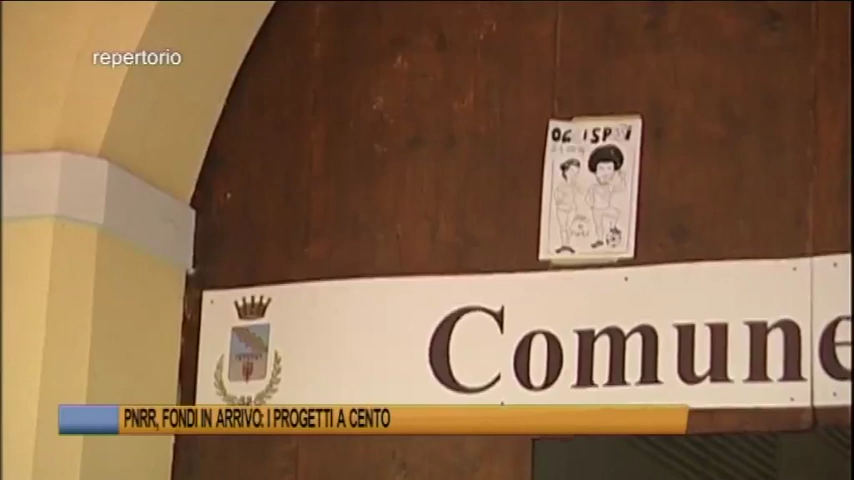 repertorio
Comune
PNRR, FONDI IN ARRIVO: I PROGETTI A CENTO